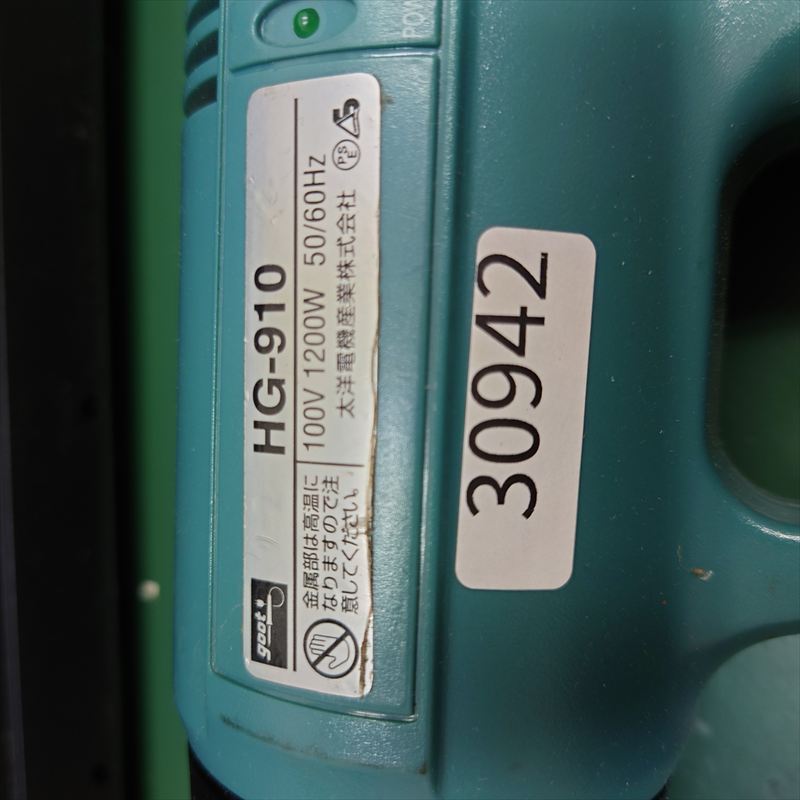 goot
HG-910
100V 1200W 50/60Hz
太洋電機産業株式会社
PS
E
金属部は高温に
なりますので注
意してください。
30942